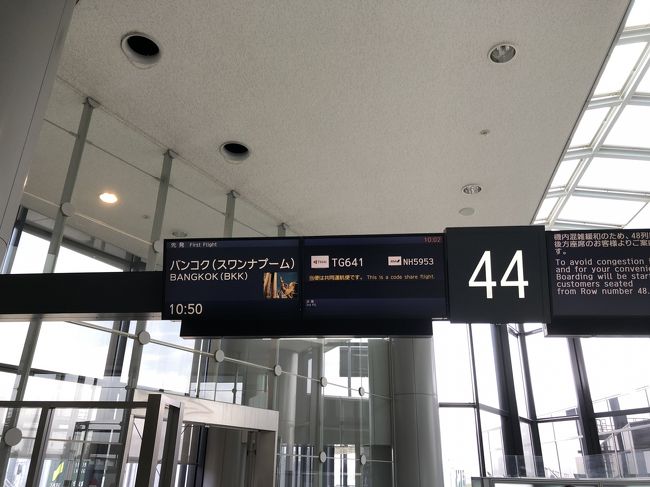 先発 First Flight
バンコク(スワンナプーム)
BANGKOK(BKK)
10:50
10:02
THAI TG641 ANA NH5953
当便は共同運航便です。 This is a code share flight.
44
機内混雑緩和のため、48列
後方座席のお客様よりご案
す。
To avoid congestion
and for your convenie
Boarding will be star
customers seated
from Row number 48.